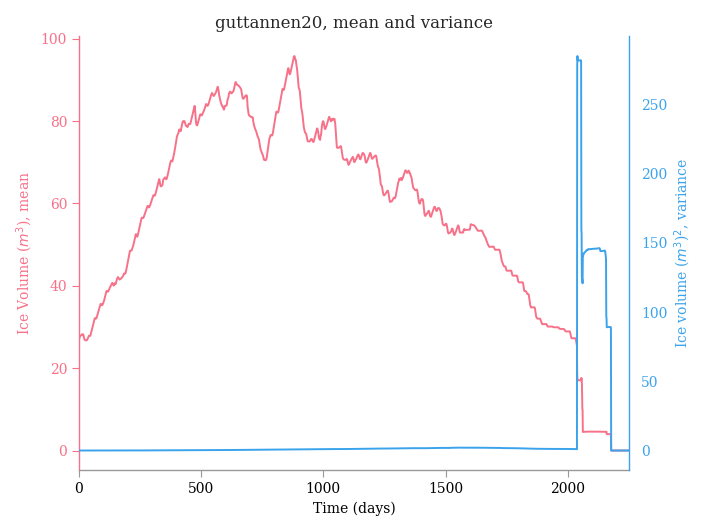 guttannen20, mean and variance
100
80
60
40
20
0
Ice Volume (m³), mean
250
200
150
100
50
0
Ice volume (m³)², variance
0 500 1000 1500 2000
Time (days)